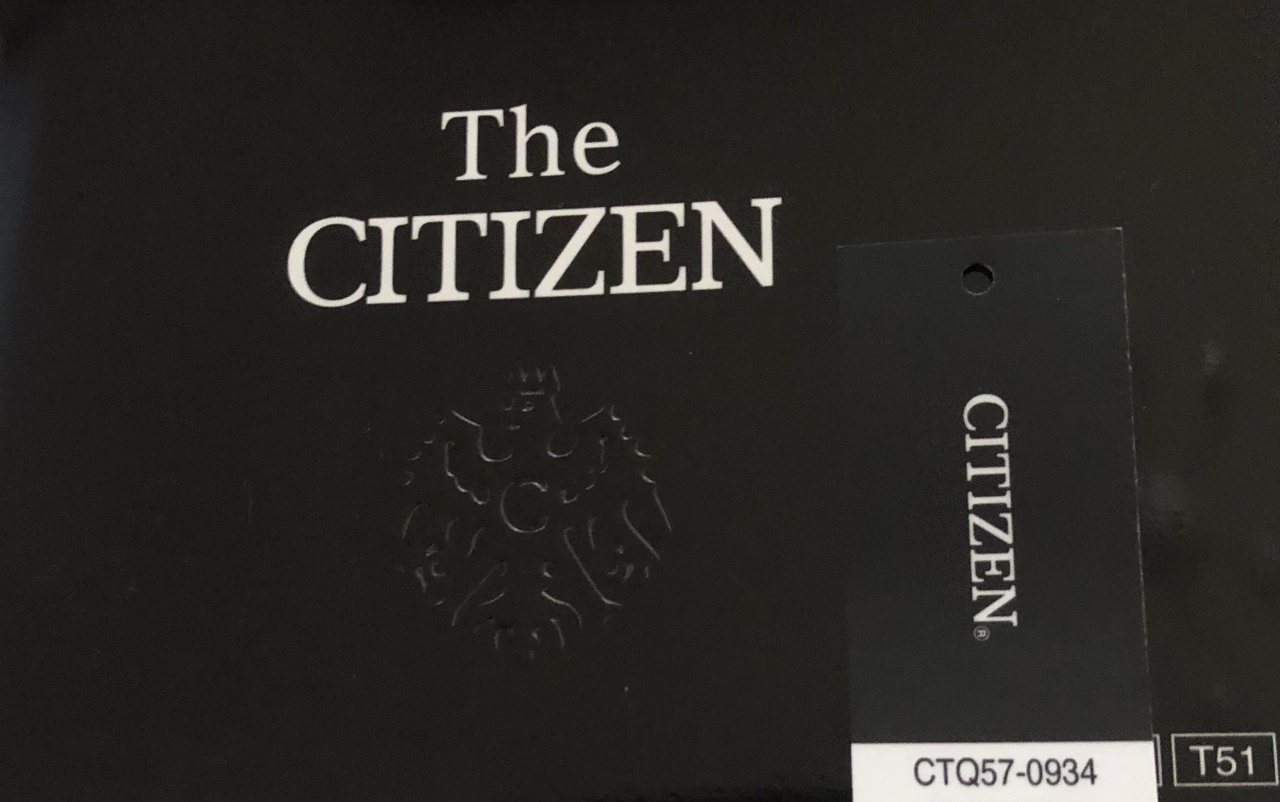 The
CITIZEN
C
CITIZEN®
CTQ57-0934
T51